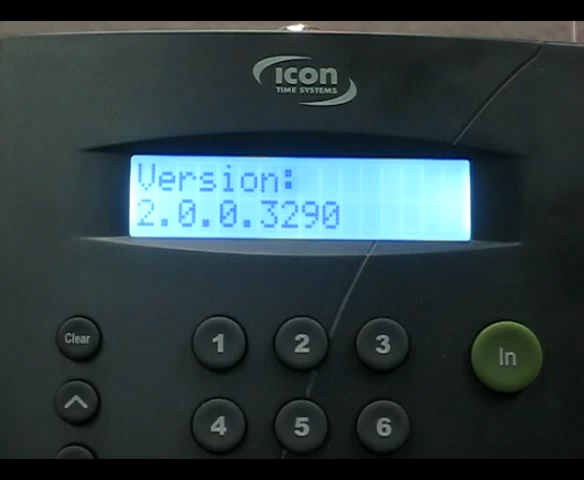 icon
TIME SYSTEMS
Version:
2.0.0.3290
Clear
1 2 3
In
4 5 6